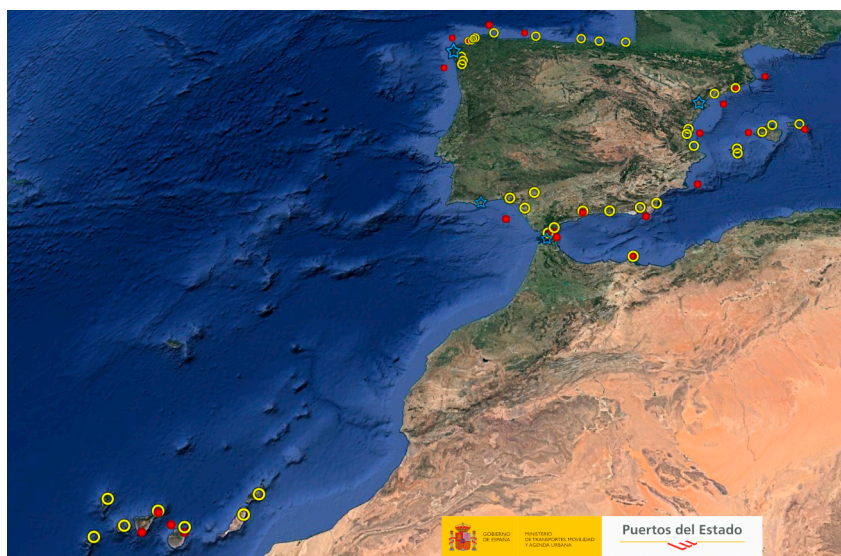 GOBIERNO
DE ESPAÑA
MINISTERIO
DE TRANSPORTES, MOVILIDAD
Y AGENDA URBANA
Puertos del Estado